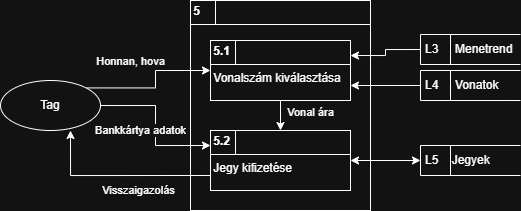 5
5.1
L3 Menetrend
Honnan, hova
Vonalszám kiválasztása
L4 Vonatok
Tag
Vonal ára
Bankkártya adatok
5.2
L5 Jegyek
Jegy kifizetése
Visszaigazolás